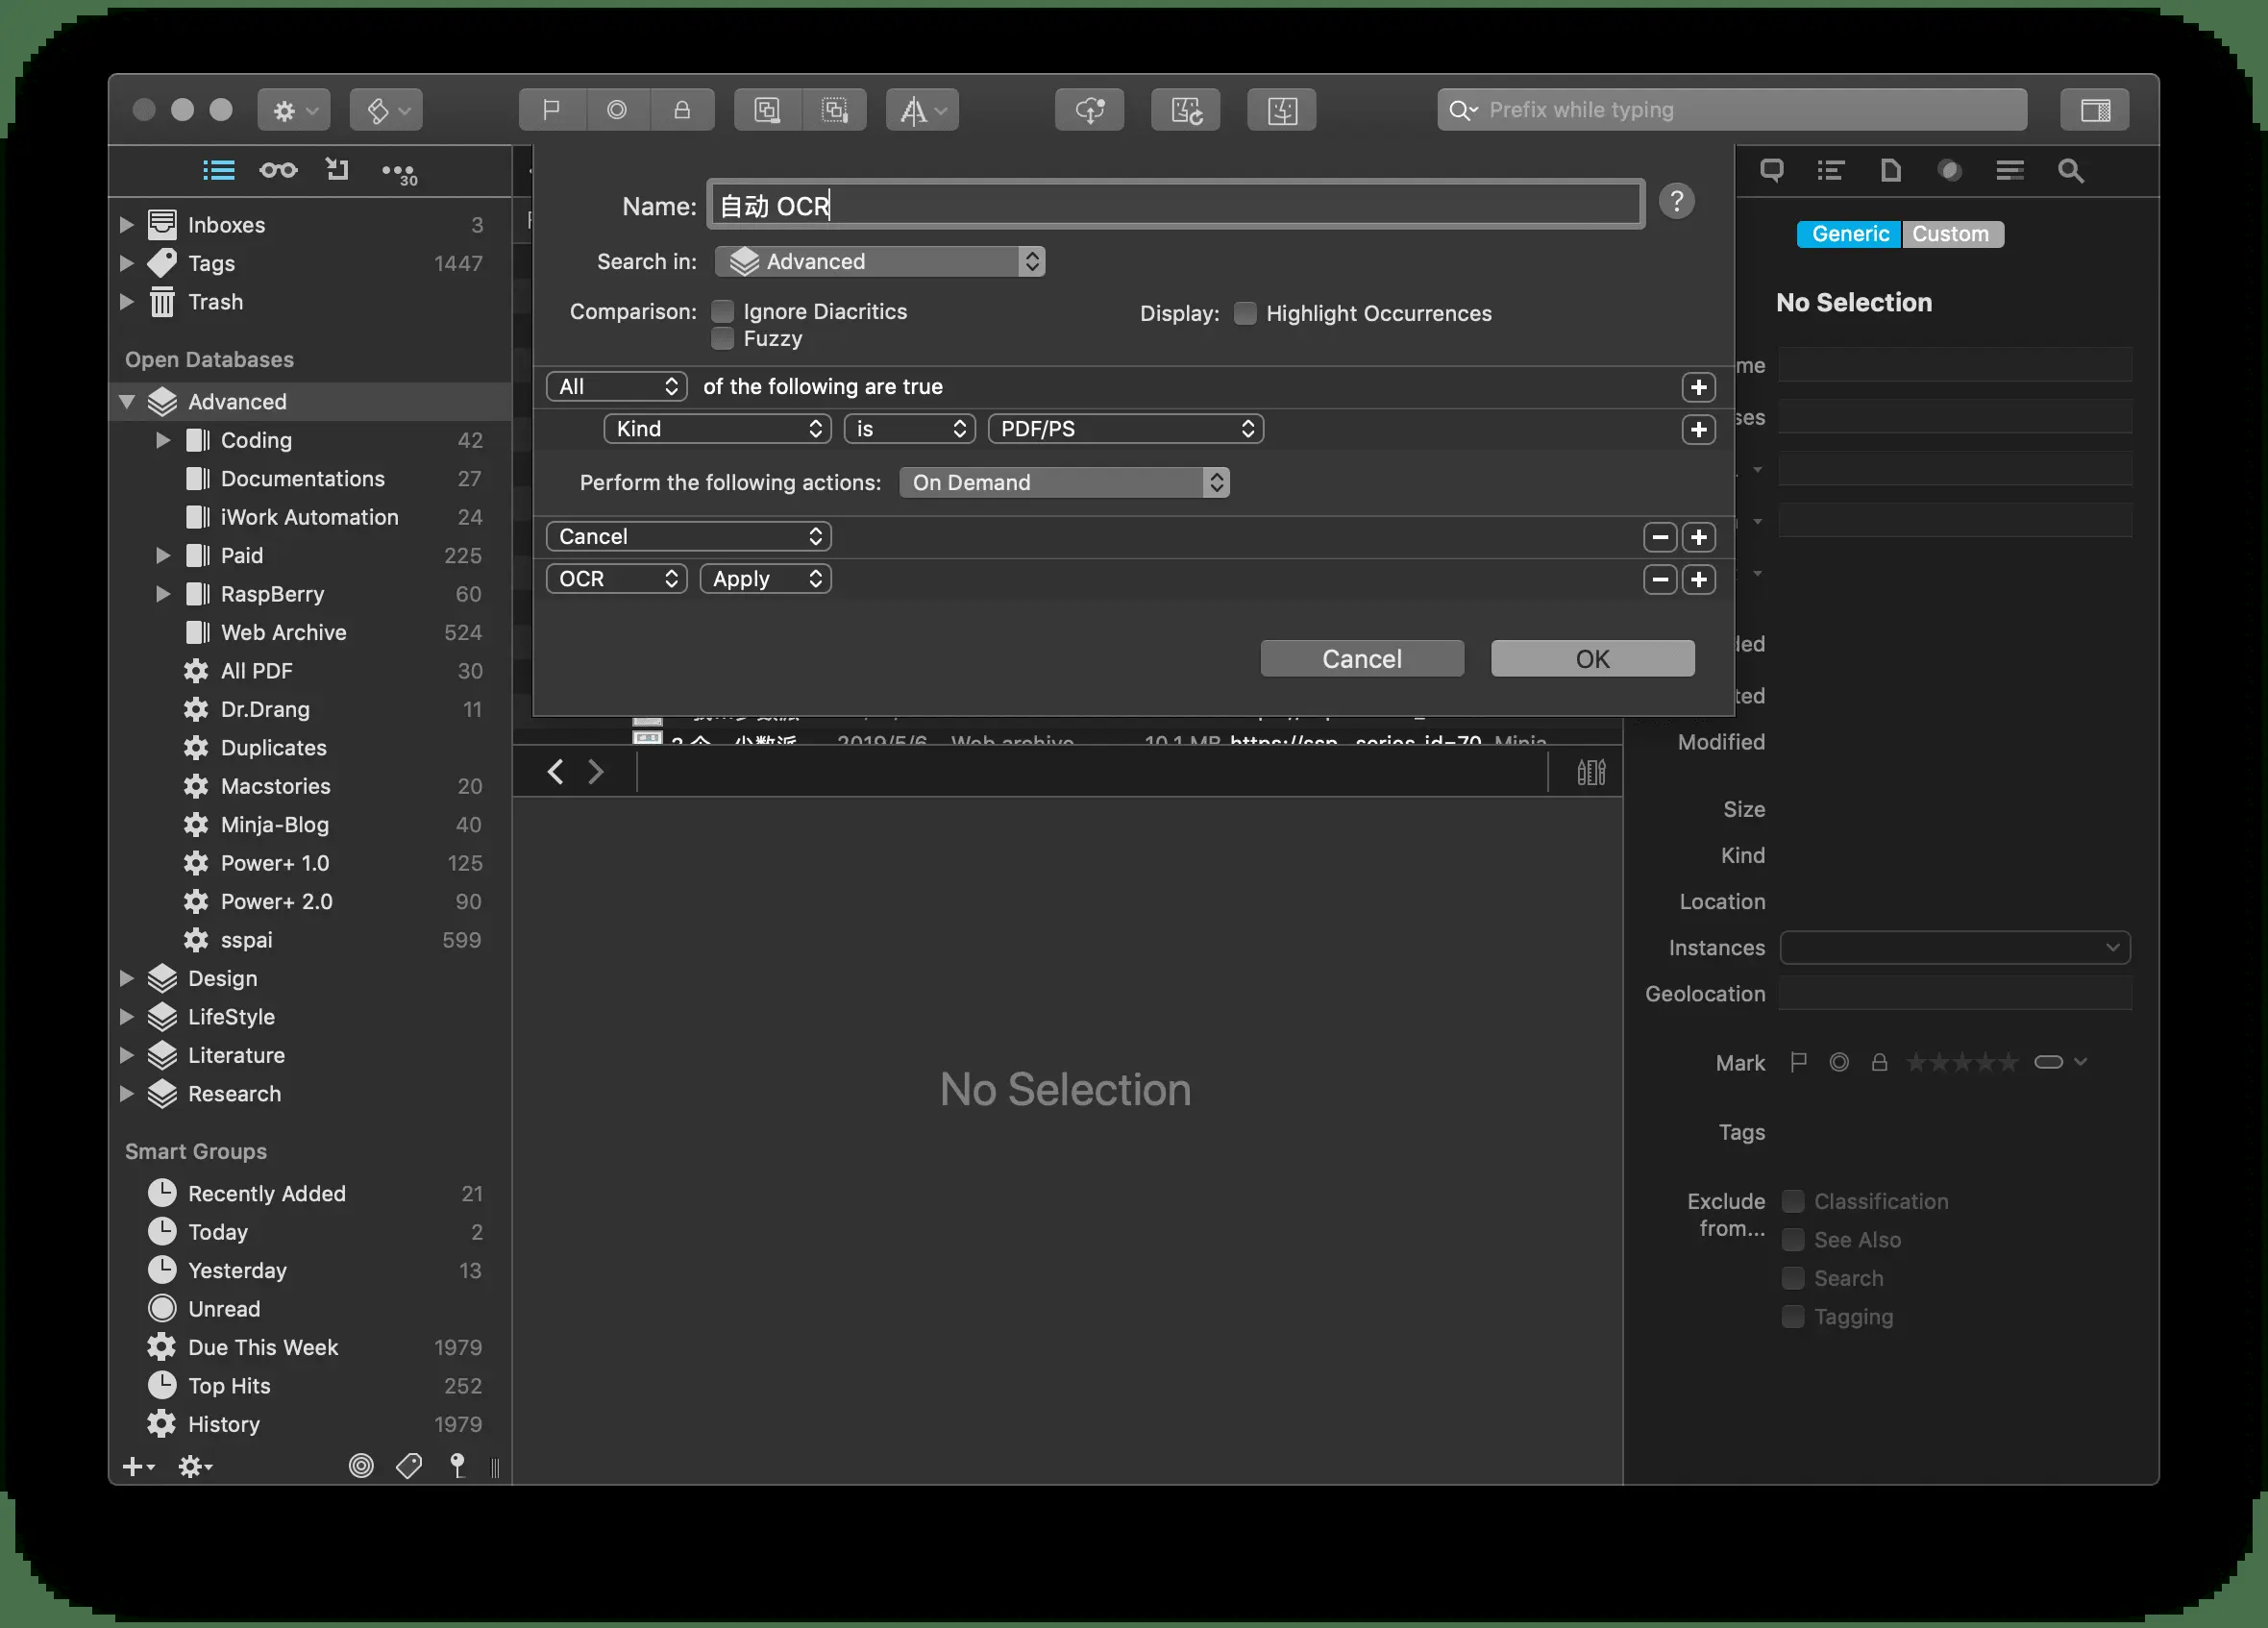 Prefix while typing
30
Inboxes 3
Tags 1447
Trash
Open Databases
Advanced
Coding 42
Documentations 27
iWork Automation 24
Paid 225
RaspBerry 60
Web Archive 524
All PDF 30
Dr.Drang 11
Duplicates
Macstories 20
Minja-Blog 40
Power+ 1.0 125
Power+ 2.0 90
sspai 599
Design
LifeStyle
Literature
Research
Smart Groups
Recently Added 21
Today 2
Yesterday 13
Unread
Due This Week 1979
Top Hits 252
History 1979
Name: 自动 OCR ?
Search in: Advanced
Comparison: Ignore Diacritics Display: Highlight Occurrences
Fuzzy
All of the following are true
Kind is PDF/PS
Perform the following actions: On Demand
Cancel
OCR Apply
Cancel OK
2019/5/6 Web archive 10.1 MB https://ssp...series_id=70 Minja
No Selection
Generic Custom
No Selection
Modified
Size
Kind
Location
Instances
Geolocation
Mark
Tags
Exclude from... Classification
See Also
Search
Tagging